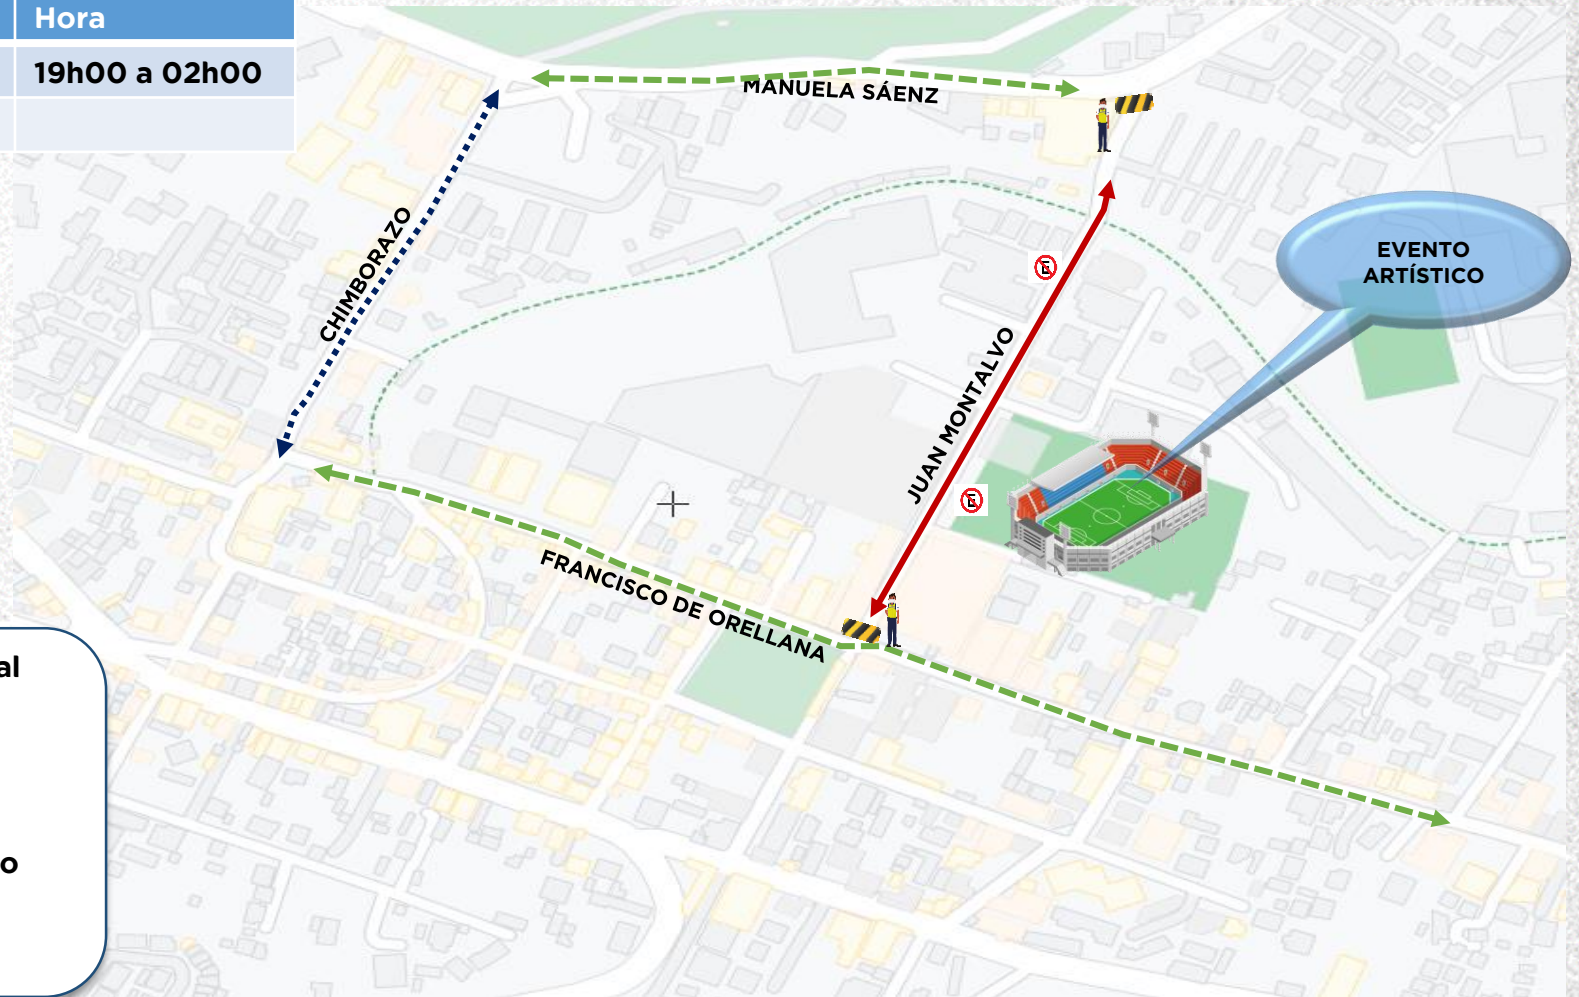 Hora
19h00 a 02h00
MANUELA SÁENZ
CHIMBORAZO
EVENTO
ARTÍSTICO
E
JUAN MONTALVO
E
FRANCISCO DE ORELLANA
al
o